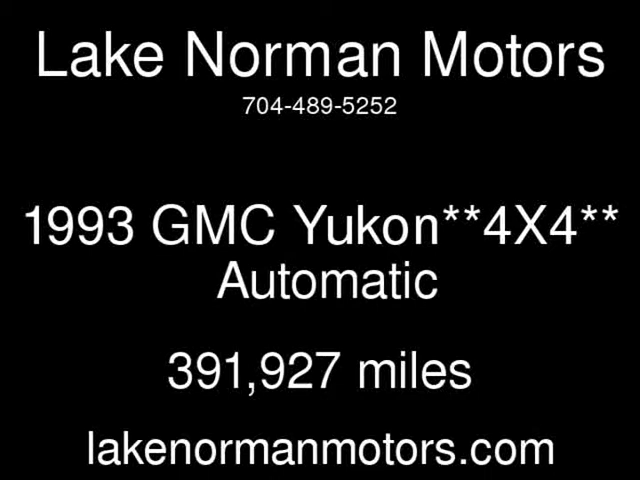 Lake Norman Motors
704-489-5252
1993 GMC Yukon**4X4**
Automatic
391,927 miles
lakenormanmotors.com